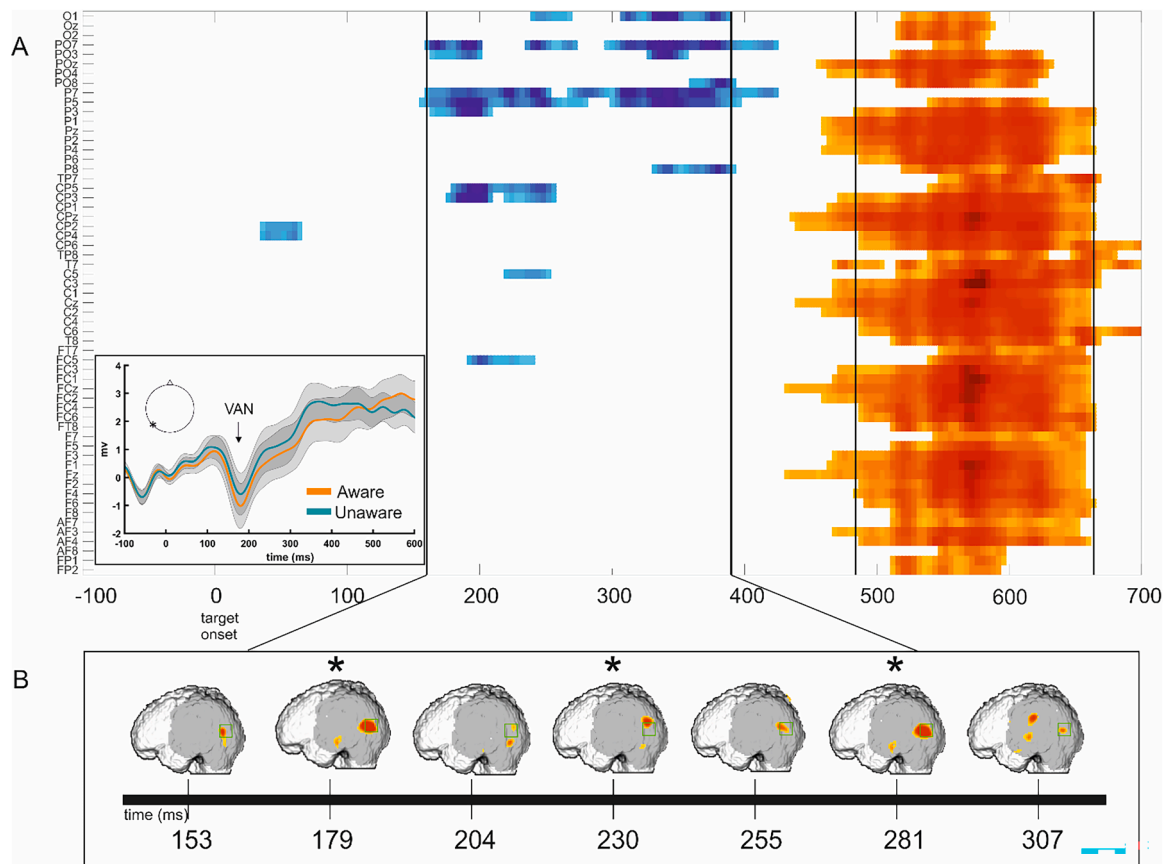 A
O1
Oz
O2
PO7
PO3
POz
PO4
PO8
P7
P5
P3
P1
Pz
P2
P4
P6
P8
TP7
CP5
CP3
CP1
CPz
CP2
CP4
CP6
TP8
T7
C5
C3
C1
Cz
C2
C4
C6
T8
FT7
FC5
FC3
FC1
FCz
FC2
FC4
FC6
FT8
F7
F5
F3
F1
Fz
F2
F4
F6
F8
AF7
AF3
AF4
AF8
FP1
FP2
4
3
2
1
0
-1
-2
mv
VAN
Aware
Unaware
-100 0 100 200 300 400 500 600
time (ms)
-100 0 100 200 300 400 500 600 700
target
onset
B
* * *
time (ms)
153 179 204 230 255 281 307